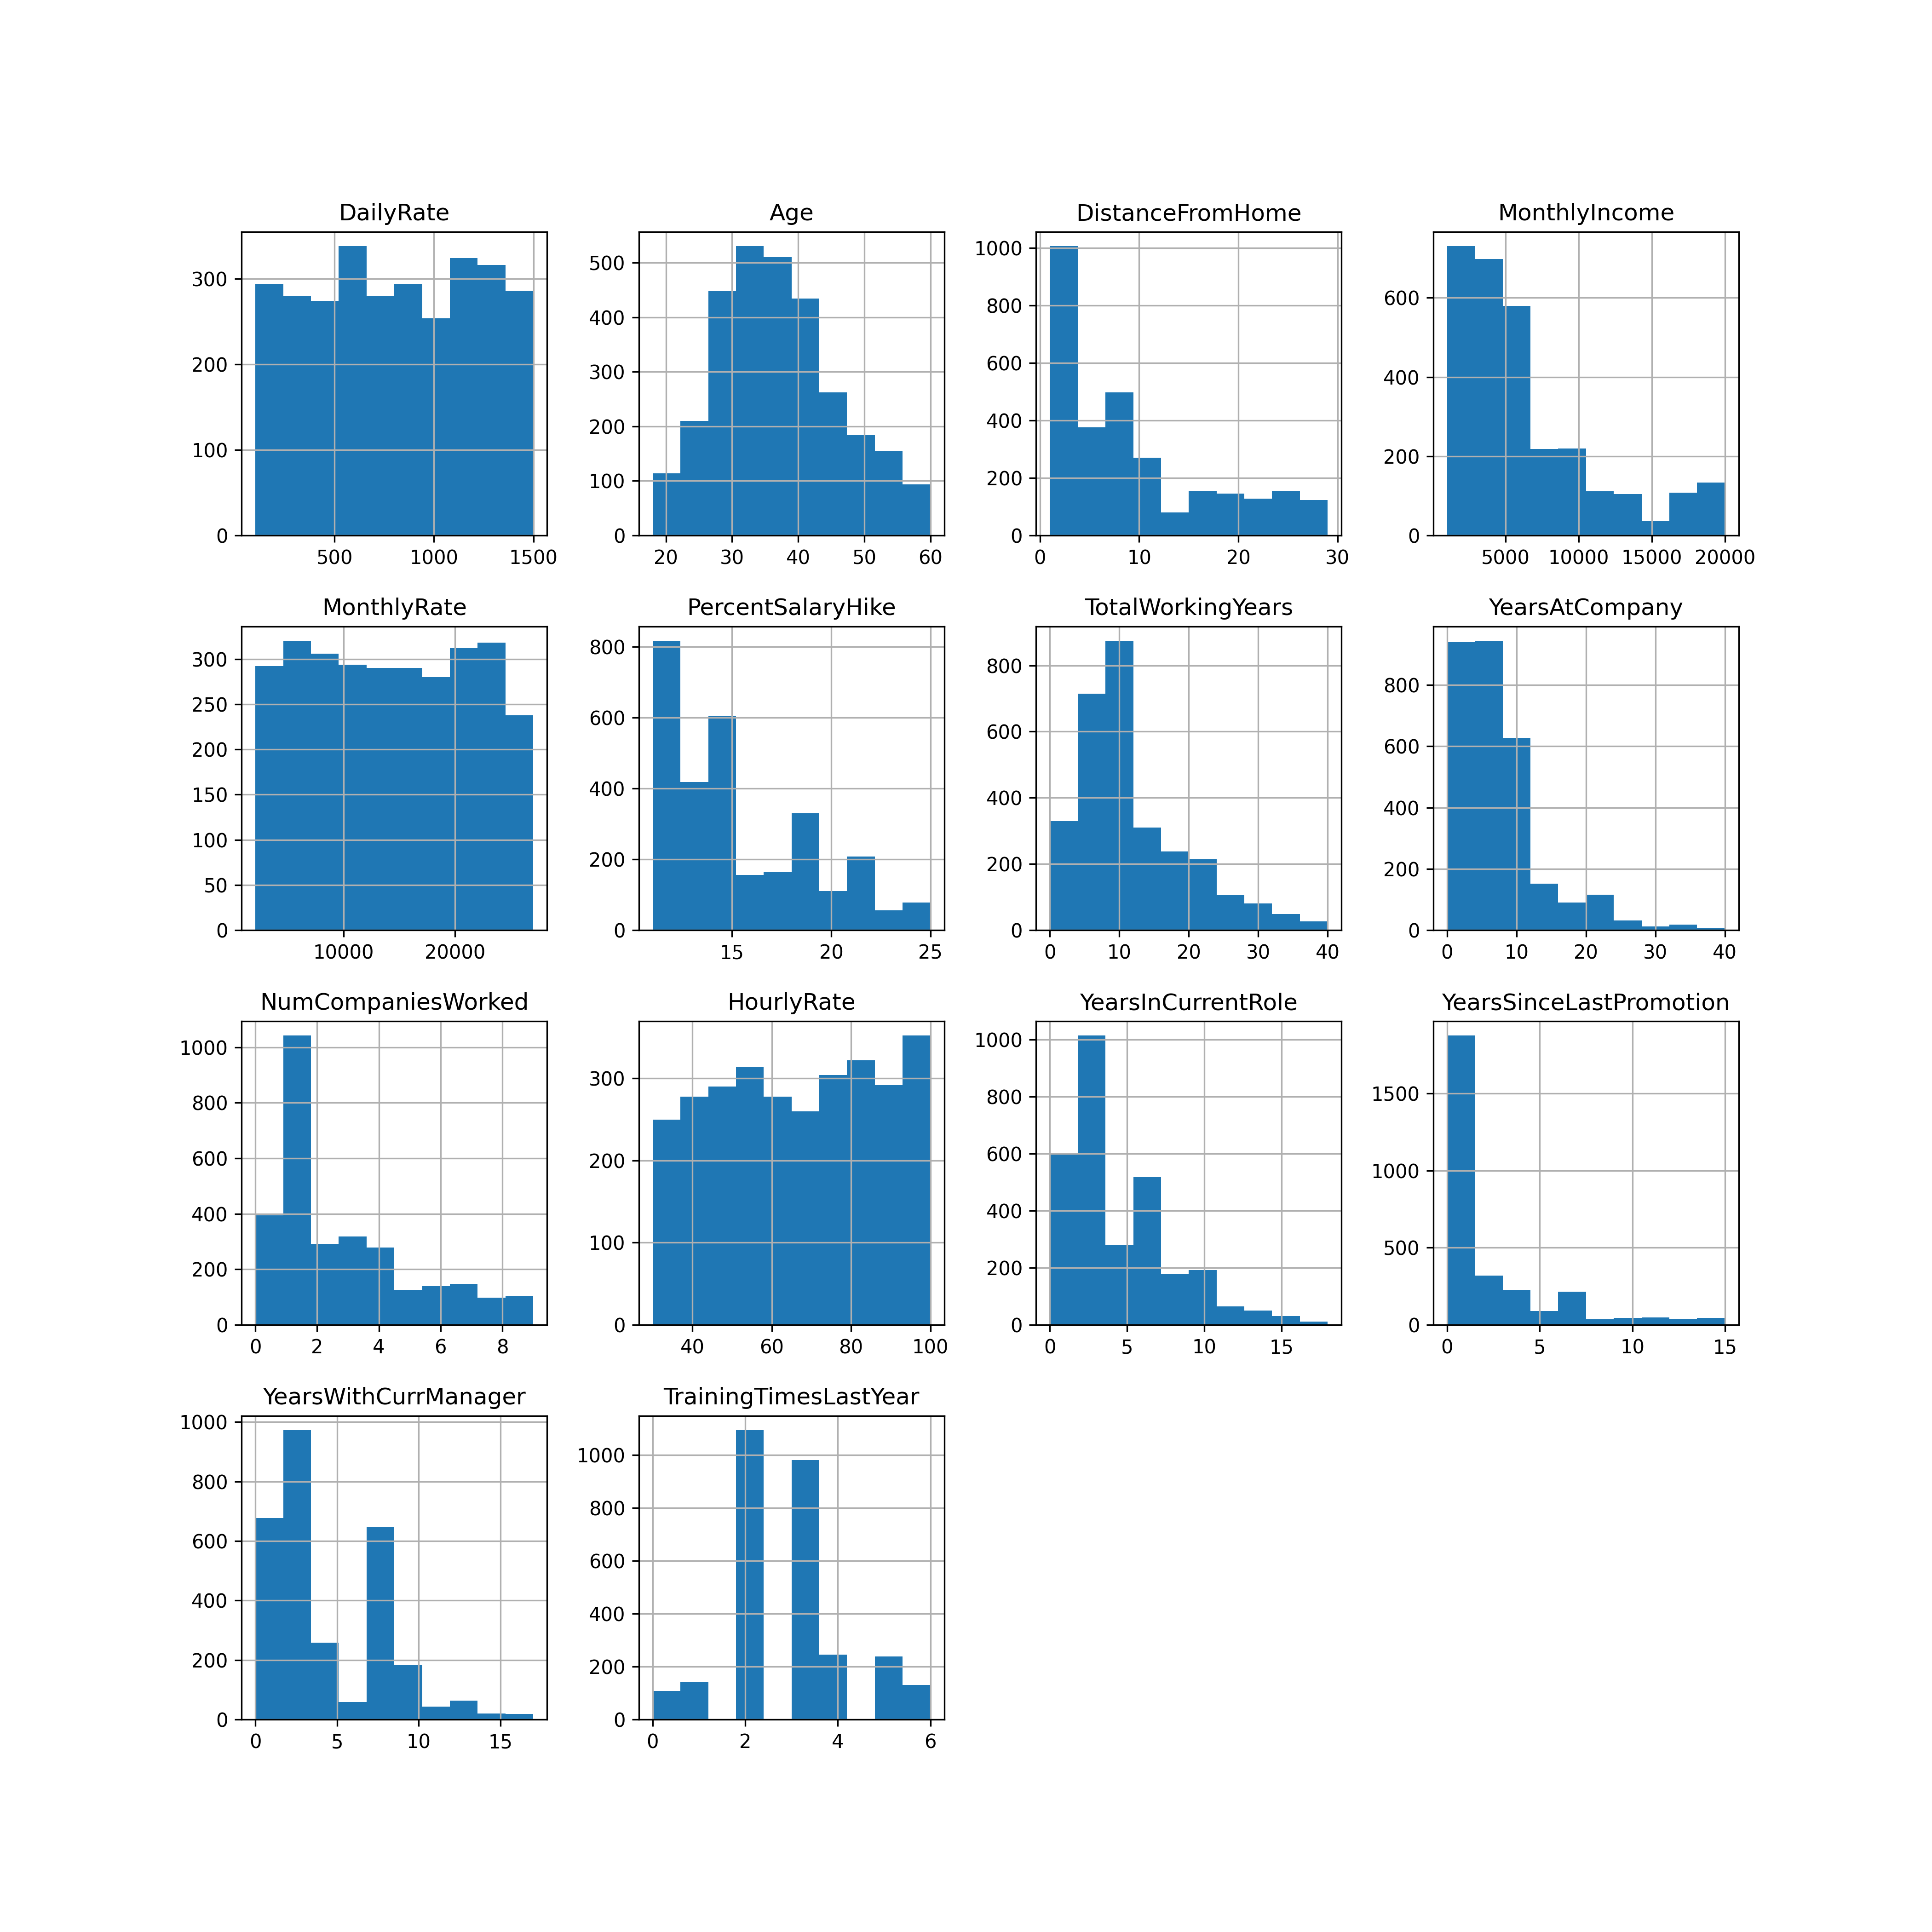 DailyRate
Age
DistanceFromHome
MonthlyIncome
300
200
100
0
500 1000 1500
500
400
300
200
100
0
20 30 40 50 60
1000
800
600
400
200
0
0 10 20 30
600
400
200
0
5000 10000 15000 20000
MonthlyRate
PercentSalaryHike
TotalWorkingYears
YearsAtCompany
300
250
200
150
100
50
0
10000 20000
800
600
400
200
0
15 20 25
800
600
400
200
0
0 10 20 30 40
800
600
400
200
0
0 10 20 30 40
NumCompaniesWorked
HourlyRate
YearsInCurrentRole
YearsSinceLastPromotion
1000
800
600
400
200
0
0 2 4 6 8
300
200
100
0
40 60 80 100
1000
800
600
400
200
0
0 5 10 15
1500
1000
500
0
0 5 10 15
YearsWithCurrManager
TrainingTimesLastYear
1000
800
600
400
200
0
0 5 10 15
1000
800
600
400
200
0
0 2 4 6